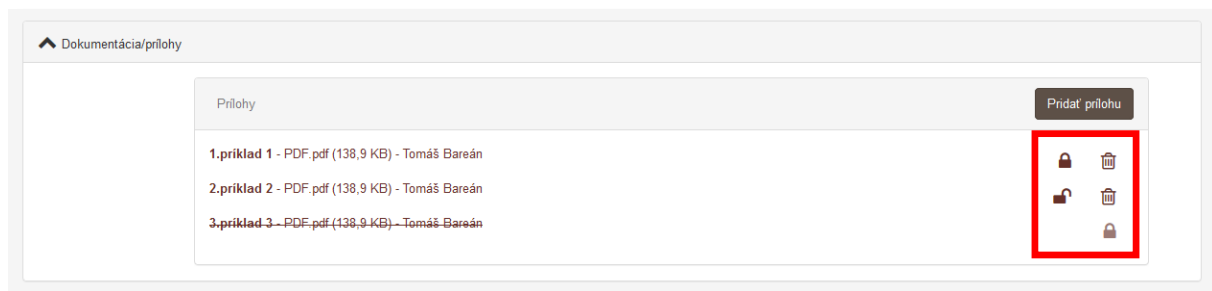 Dokumentácia/prílohy
Prílohy
Pridať prílohu
1.príklad 1 - PDF.pdf (138,9 KB) - Tomáš Bareán
2.príklad 2 - PDF.pdf (138,9 KB) - Tomáš Bareán
3.príklad 3 - PDF.pdf (138,9 KB) - Tomáš Bareán